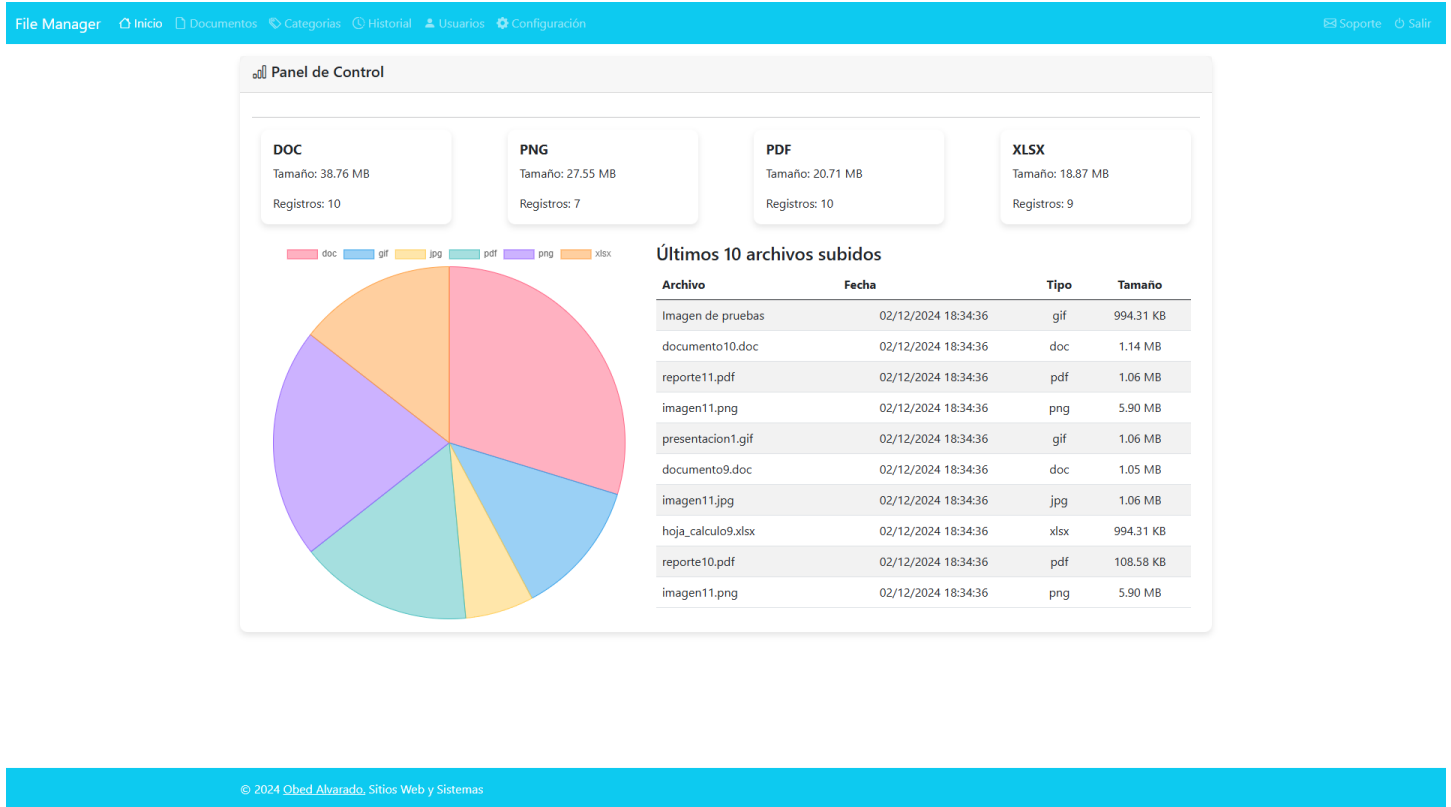 File Manager Inicio Documentos Categorias Historial Usuarios Configuración Soporte Salir
Panel de Control
DOC
Tamaño: 38.76 MB
Registros: 10
PNG
Tamaño: 27.55 MB
Registros: 7
PDF
Tamaño: 20.71 MB
Registros: 10
XLSX
Tamaño: 18.87 MB
Registros: 9
doc gif jpg pdf png xlsx
Últimos 10 archivos subidos
Archivo Fecha Tipo Tamaño
Imagen de pruebas 02/12/2024 18:34:36 gif 994.31 KB
documento10.doc 02/12/2024 18:34:36 doc 1.14 MB
reporte11.pdf 02/12/2024 18:34:36 pdf 1.06 MB
imagen11.png 02/12/2024 18:34:36 png 5.90 MB
presentacion1.gif 02/12/2024 18:34:36 gif 1.06 MB
documento9.doc 02/12/2024 18:34:36 doc 1.05 MB
imagen11.jpg 02/12/2024 18:34:36 jpg 1.06 MB
hoja_calculo9.xlsx 02/12/2024 18:34:36 xlsx 994.31 KB
reporte10.pdf 02/12/2024 18:34:36 pdf 108.58 KB
imagen11.png 02/12/2024 18:34:36 png 5.90 MB
© 2024 Obed Alvarado. Sitios Web y Sistemas